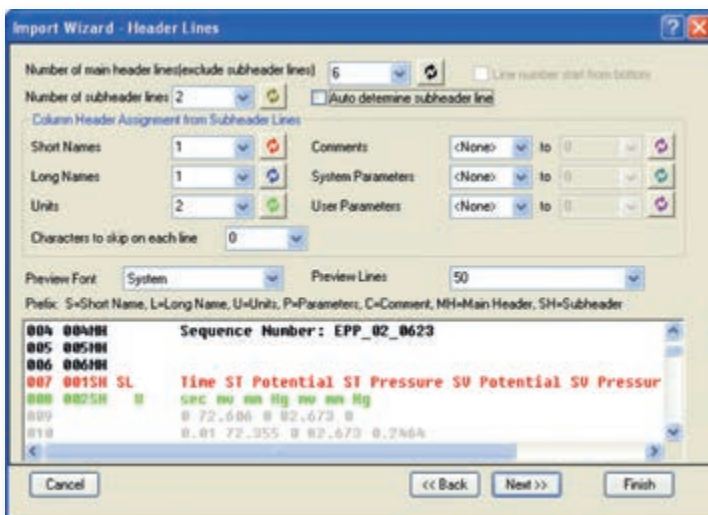 Import Wizard - Header Lines
Number of main header lines(exclude subheader lines) 6 Line number start from bottom
Number of subheader lines 2 Auto determine subheader line
Column Header Assignment from Subheader Lines
Short Names 1 Comments <None> to 0
Long Names 1 System Parameters <None> to 0
Units 2 User Parameters <None> to 0
Characters to skip on each line 0
Preview Font System Preview Lines 50
Prefix: S=Short Name, L=Long Name, U=Units, P=Parameters, C=Comment, MH=Main Header, SH=Subheader
004 004MH Sequence Number: EPP_02_0623
005 005MH
006 006MH
007 001SH SL Time ST Potential ST Pressure SV Potential SV Pressur
008 002SH U sec mv mm Hg mv mm Hg
009 0 72.606 0 82.673 0
010 0.01 72.355 0 82.673 0.2464
Cancel << Back Next >> Finish